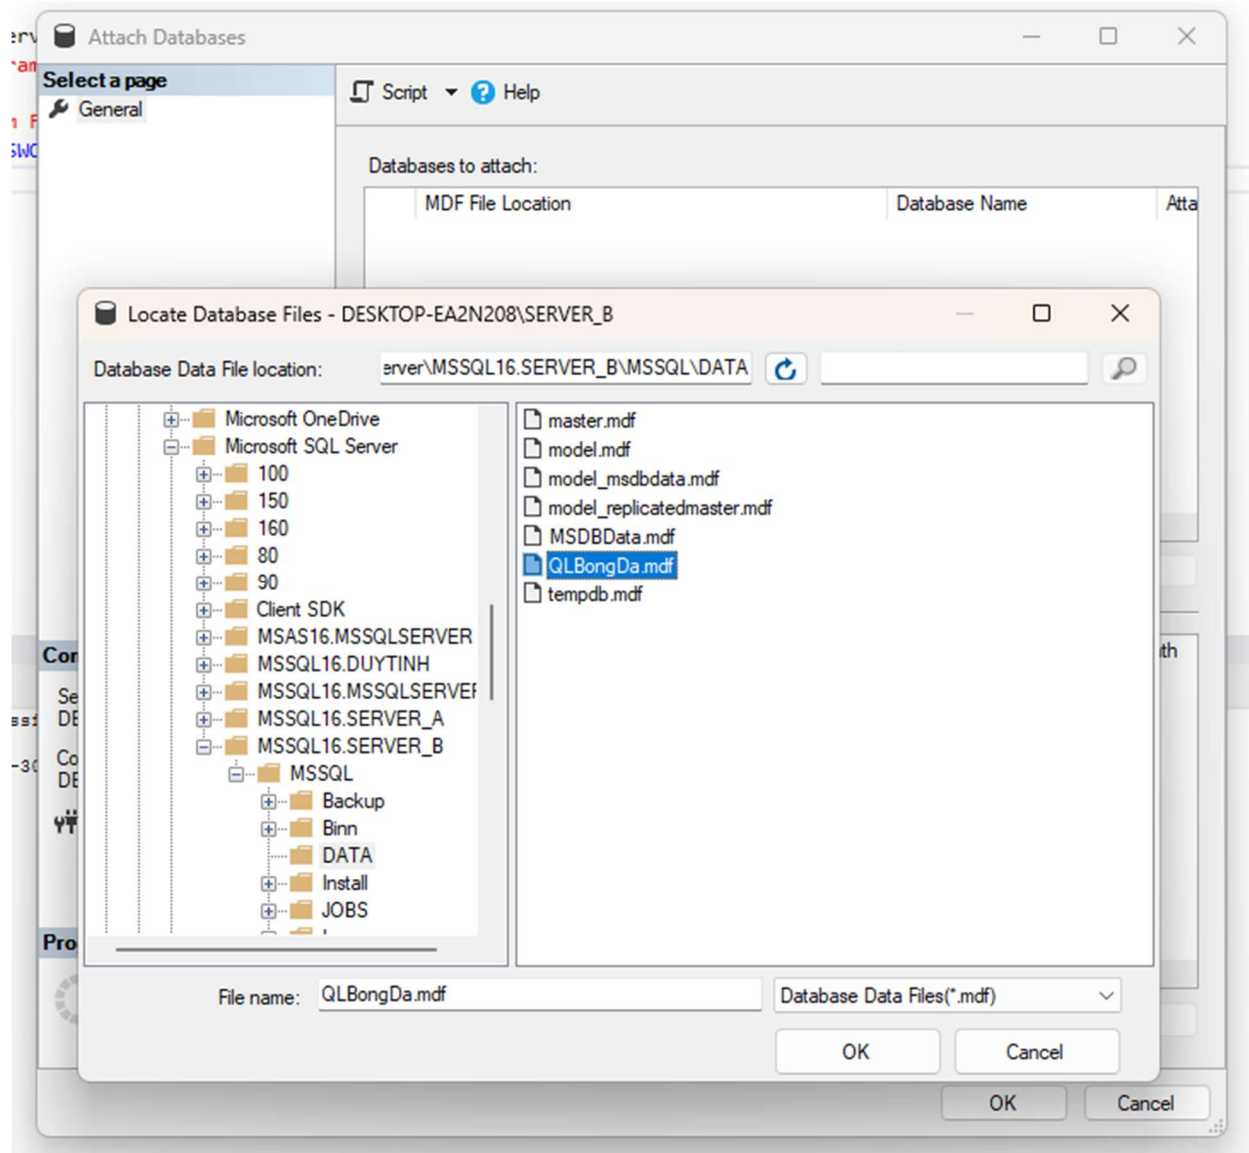 Attach Databases
Select a page
General
Script
Help
Databases to attach:
MDF File Location Database Name Atta
Locate Database Files - DESKTOP-EA2N208\SERVER_B
Database Data File location: erver\MSSQL16.SERVER_B\MSSQL\DATA
Microsoft OneDrive
Microsoft SQL Server
100
150
160
80
90
Client SDK
MSAS16.MSSQLSERVER
MSSQL16.DUYTINH
MSSQL16.MSSQLSERVER
MSSQL16.SERVER_A
MSSQL16.SERVER_B
MSSQL
Backup
Binn
DATA
Install
JOBS
master.mdf
model.mdf
model_msdbdata.mdf
model_replicatedmaster.mdf
MSDBData.mdf
QLBongDa.mdf
tempdb.mdf
File name: QLBongDa.mdf
Database Data Files(*.mdf)
OK Cancel
OK Cancel